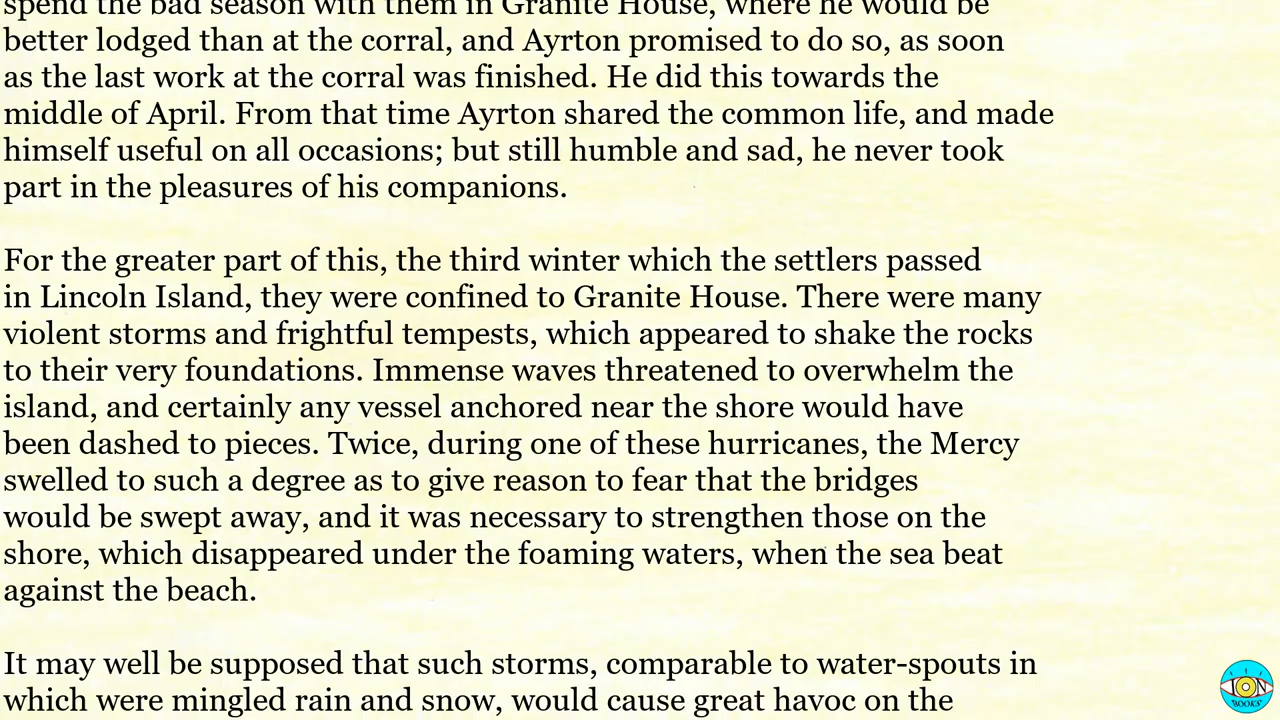 spend the bad season with them in Granite House, where he would be
better lodged than at the corral, and Ayrton promised to do so, as soon
as the last work at the corral was finished. He did this towards the
middle of April. From that time Ayrton shared the common life, and made
himself useful on all occasions; but still humble and sad, he never took
part in the pleasures of his companions.
For the greater part of this, the third winter which the settlers passed
in Lincoln Island, they were confined to Granite House. There were many
violent storms and frightful tempests, which appeared to shake the rocks
to their very foundations. Immense waves threatened to overwhelm the
island, and certainly any vessel anchored near the shore would have
been dashed to pieces. Twice, during one of these hurricanes, the Mercy
swelled to such a degree as to give reason to fear that the bridges
would be swept away, and it was necessary to strengthen those on the
shore, which disappeared under the foaming waters, when the sea beat
against the beach.
It may well be supposed that such storms, comparable to water-spouts in
which were mingled rain and snow, would cause great havoc on the
ION
BOOKS